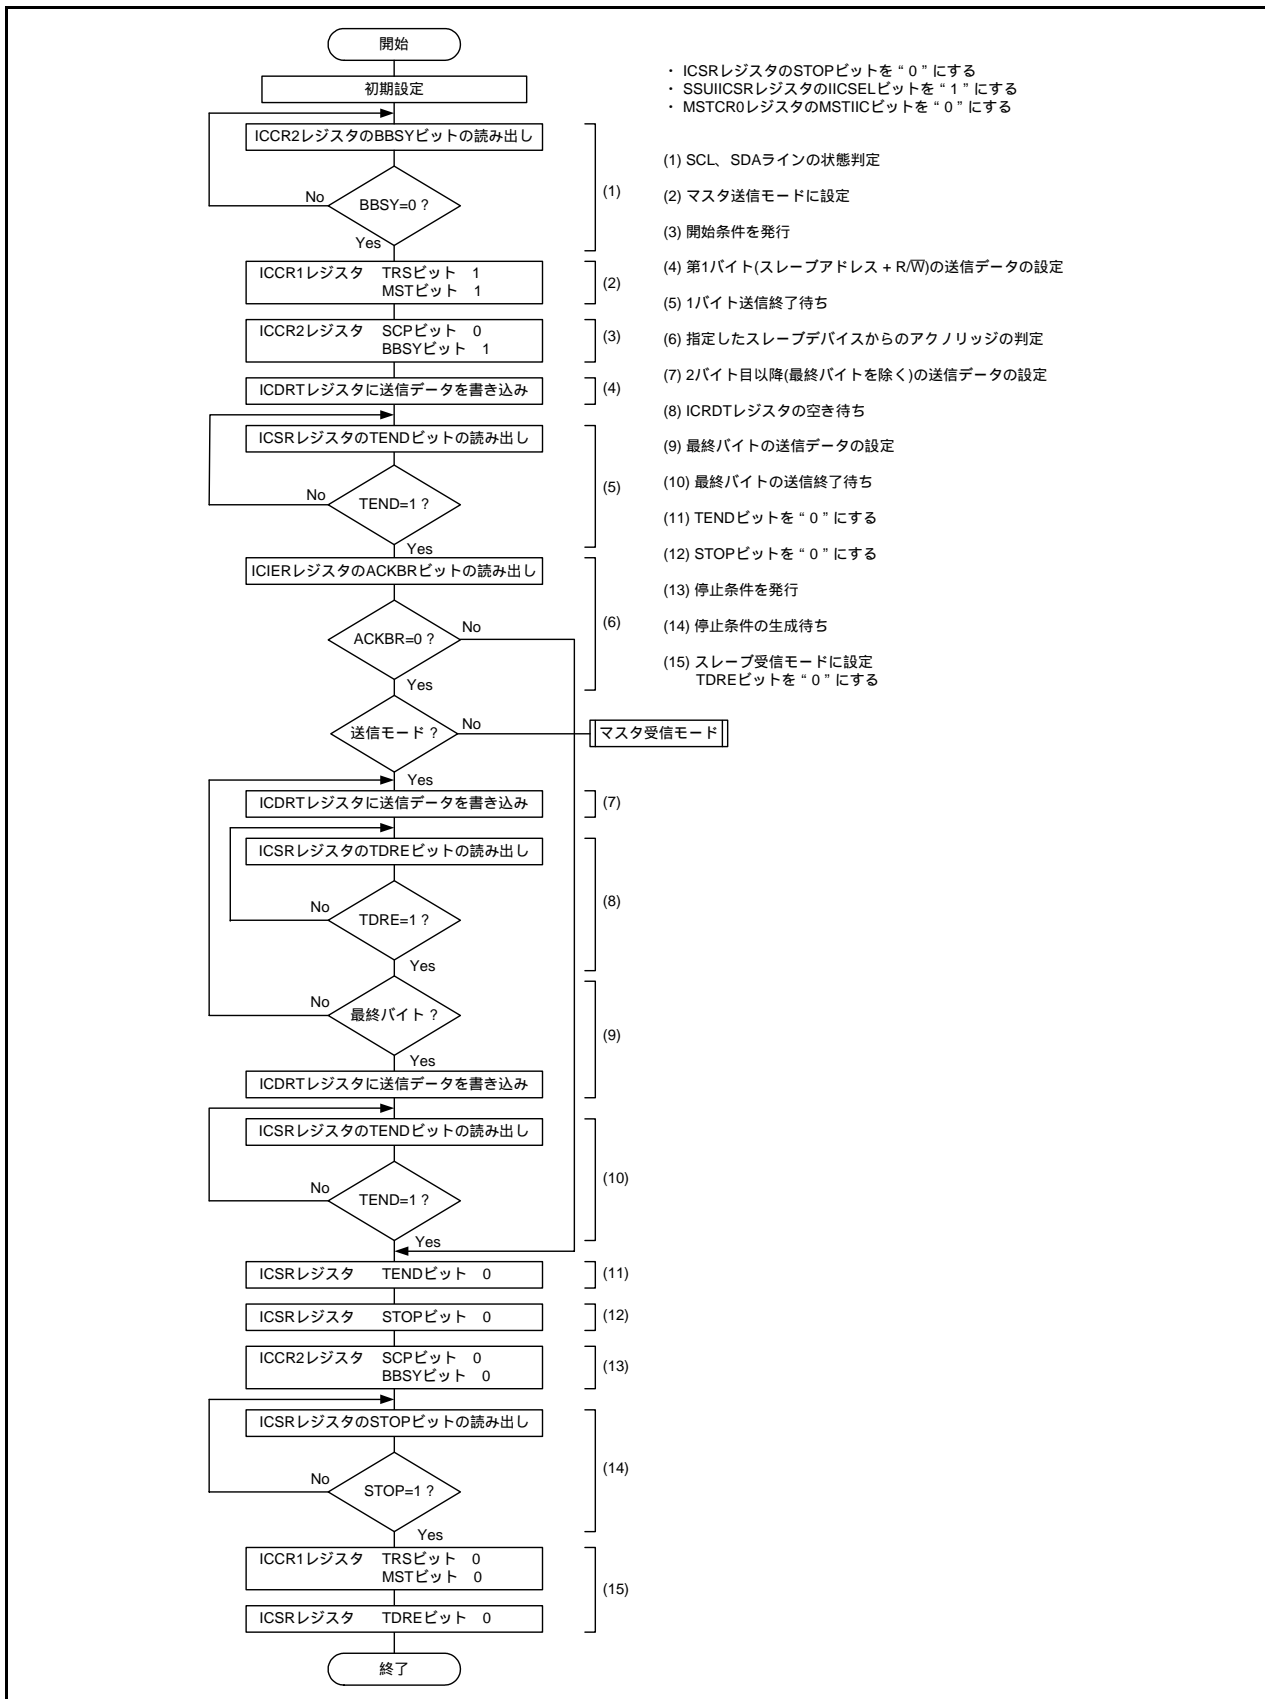 開始
初期設定
・ ICSRレジスタのSTOPビットを“ 0 ” にする
・ SSUIICSRレジスタのIICSELビットを“ 1 ” にする
・ MSTCR0レジスタのMSTIICビットを“ 0 ” にする
ICCR2レジスタのBBSYビットの読み出し
BBSY=0 ?
No
Yes
(1)
ICCR1レジスタ TRSビット 1
MSTビット 1
(2)
ICCR2レジスタ SCPビット 0
BBSYビット 1
(3)
ICDRTレジスタに送信データを書き込み
(4)
ICSRレジスタのTENDビットの読み出し
No
TEND=1 ?
Yes
(5)
ICIERレジスタのACKBRビットの読み出し
ACKBR=0 ?
No
Yes
(6)
送信モード ?
No
マスタ受信モード
Yes
ICDRTレジスタに送信データを書き込み
(7)
ICSRレジスタのTDREビットの読み出し
No
TDRE=1 ?
Yes
(8)
No
最終バイト ?
Yes
(9)
ICDRTレジスタに送信データを書き込み
ICSRレジスタのTENDビットの読み出し
No
TEND=1 ?
Yes
(10)
ICSRレジスタ TENDビット 0
(11)
ICSRレジスタ STOPビット 0
(12)
ICCR2レジスタ SCPビット 0
BBSYビット 0
(13)
ICSRレジスタのSTOPビットの読み出し
No
STOP=1 ?
Yes
(14)
ICCR1レジスタ TRSビット 0
MSTビット 0
(15)
ICSRレジスタ TDREビット 0
終了
(1) SCL、SDAラインの状態判定
(2) マスタ送信モードに設定
(3) 開始条件を発行
(4) 第1バイト(スレーブアドレス + R/W̅)の送信データの設定
(5) 1バイト送信終了待ち
(6) 指定したスレーブデバイスからのアクノリッジの判定
(7) 2バイト目以降(最終バイトを除く)の送信データの設定
(8) ICRDTレジスタの空き待ち
(9) 最終バイトの送信データの設定
(10) 最終バイトの送信終了待ち
(11) TENDビットを“ 0 ” にする
(12) STOPビットを“ 0 ” にする
(13) 停止条件を発行
(14) 停止条件の生成待ち
(15) スレーブ受信モードに設定
TDREビットを“ 0 ” にする